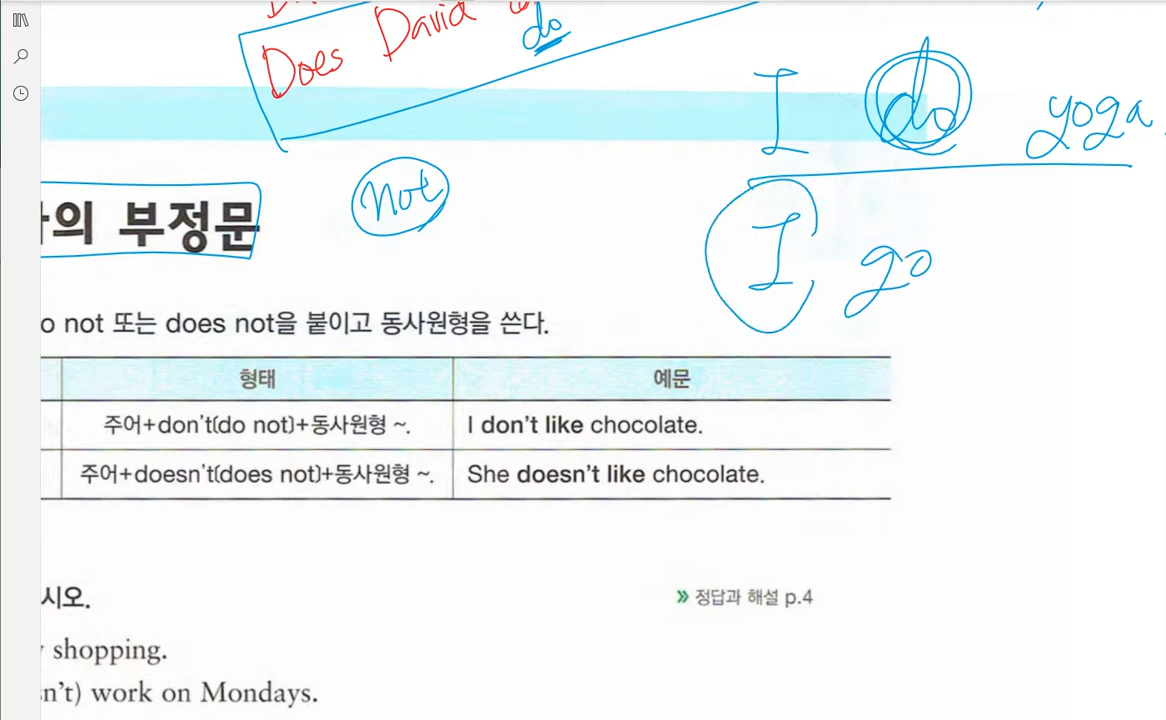 Does David
do
I do yoga.
not
의 부정문
I go
o not 또는 does not을 붙이고 동사원형을 쓴다.
형태 예문
주어+don't(do not)+동사원형 ~. I don't like chocolate.
주어+doesn't(does not)+동사원형 ~. She doesn't like chocolate.
시오.
» 정답과 해설 p.4
shopping.
n't) work on Mondays.